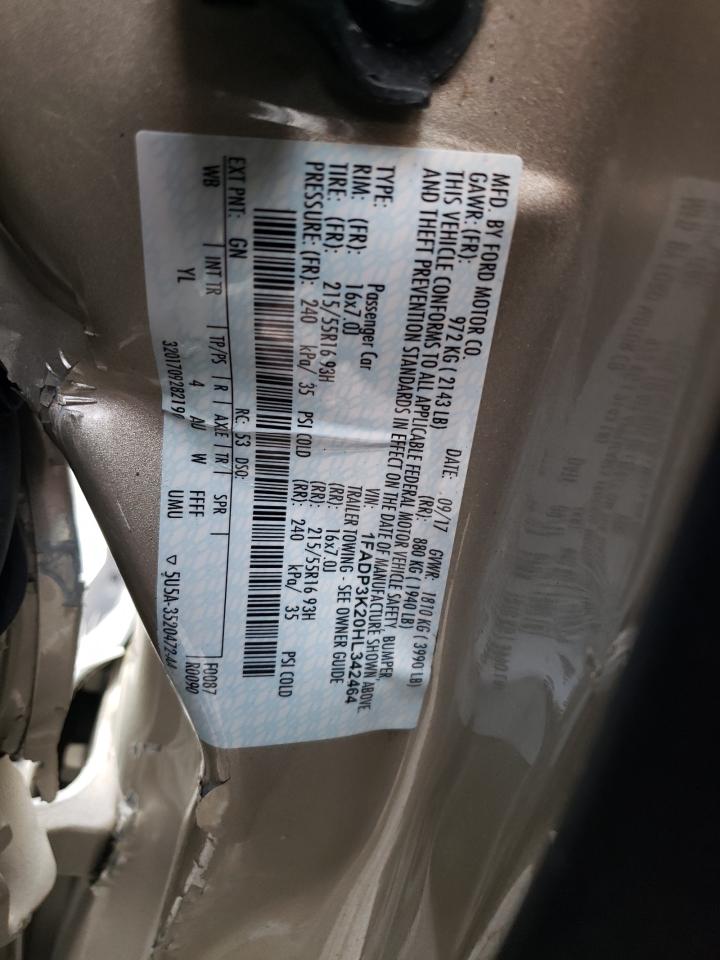 MFD. BY FORD MOTOR CO.
DATE: 09/17 GVWR: 1810 KG ( 3990 LB)
GAWR: (FR): 972 KG ( 2143 LB) (RR): 880 KG ( 1940 LB)
THIS VEHICLE CONFORMS TO ALL APPLICABLE FEDERAL MOTOR VEHICLE SAFETY, BUMPER,
AND THEFT PREVENTION STANDARDS IN EFFECT ON THE DATE OF MANUFACTURE SHOWN ABOVE.
VIN: 1FADP3K20HL342464
TYPE: Passenger Car TRAILER TOWING - SEE OWNER GUIDE
RIM: (FR): 16x7.0J (RR): 16x7.0J
TIRE: (FR): 215/55R16 93H (RR): 215/55R16 93H
PRESSURE: (FR): 240 kPa/ 35 PSI COLD (RR): 240 kPa/ 35 PSI COLD
EXT PNT: GN RC: 53 DSO: F0087
WB INT TR TP/PS R AXLE TR SPR R0090
YL 4 AU W FFFF UMU
▽ 5U5A-3520472-AA